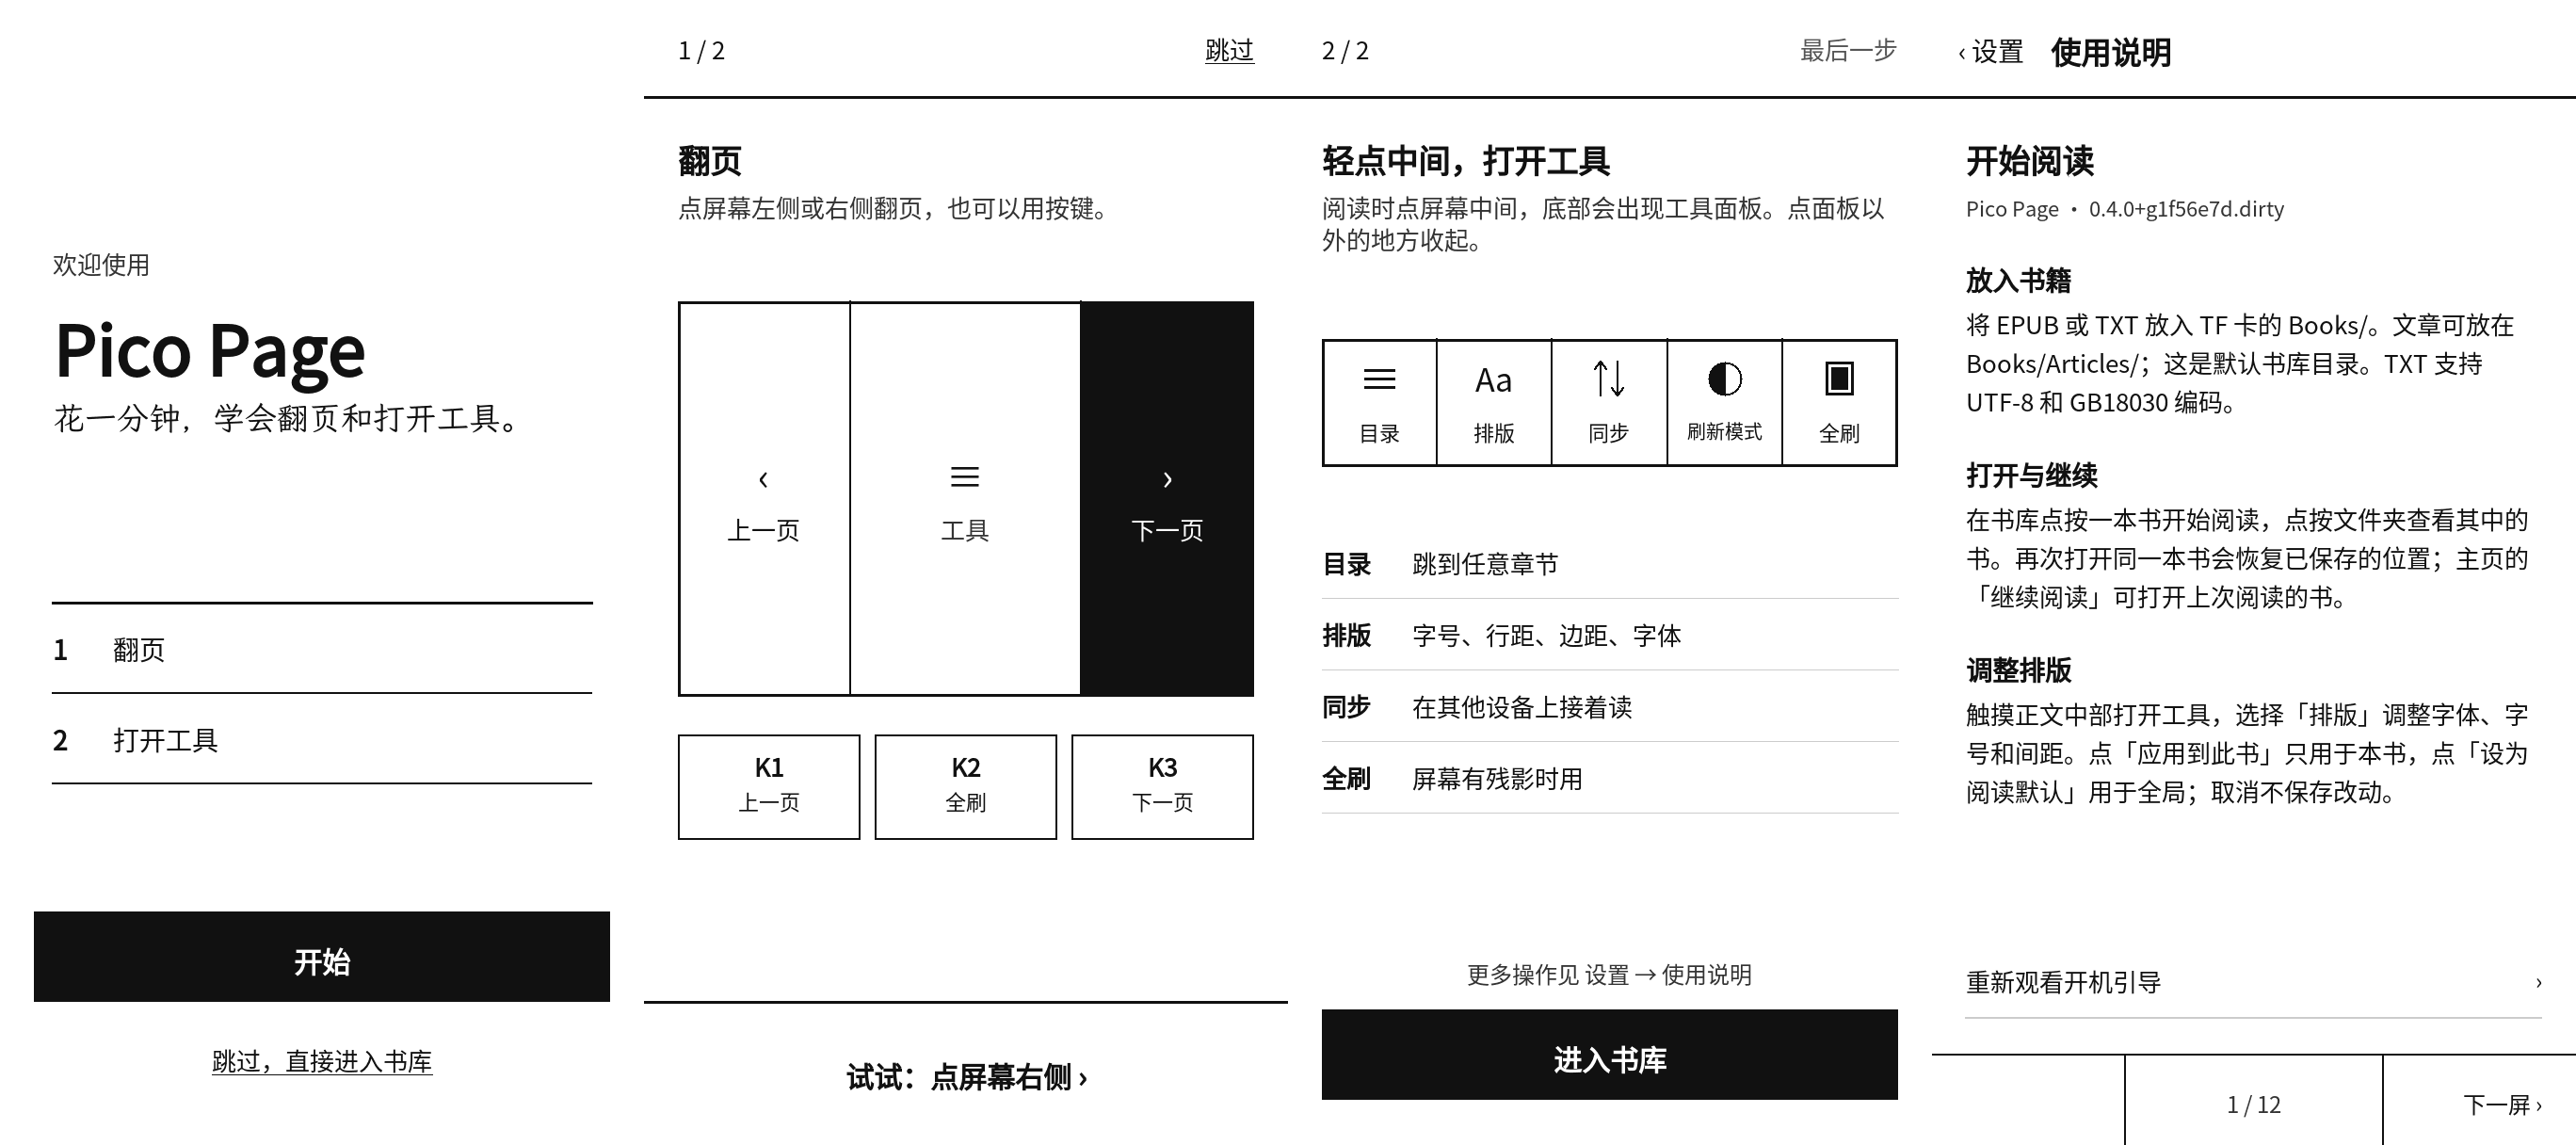 欢迎使用
Pico Page
花一分钟，学会翻页和打开工具。
1 翻页
2 打开工具
开始
跳过，直接进入书库
1 / 2 跳过
翻页
点屏幕左侧或右侧翻页，也可以用按键。
‹ ›
上一页 工具 下一页
K1 K2 K3
上一页 全刷 下一页
试试：点屏幕右侧 ›
2 / 2 最后一步
轻点中间，打开工具
阅读时点屏幕中间，底部会出现工具面板。点面板以
外的地方收起。
Aa
目录 排版 同步 刷新模式 全刷
目录 跳到任意章节
排版 字号、行距、边距、字体
同步 在其他设备上接着读
全刷 屏幕有残影时用
更多操作见 设置 → 使用说明
进入书库
‹ 设置 使用说明
开始阅读
Pico Page · 0.4.0+g1f56e7d.dirty
放入书籍
将 EPUB 或 TXT 放入 TF 卡的 Books/。文章可放在
Books/Articles/；这是默认书库目录。TXT 支持
UTF-8 和 GB18030 编码。
打开与继续
在书库点按一本书开始阅读，点按文件夹查看其中的
书。再次打开同一本书会恢复已保存的位置；主页的
「继续阅读」可打开上次阅读的书。
调整排版
触摸正文中部打开工具，选择「排版」调整字体、字
号和间距。点「应用到此书」只用于本书，点「设为
阅读默认」用于全局；取消不保存改动。
重新观看开机引导 ›
1 / 12 下一屏 ›